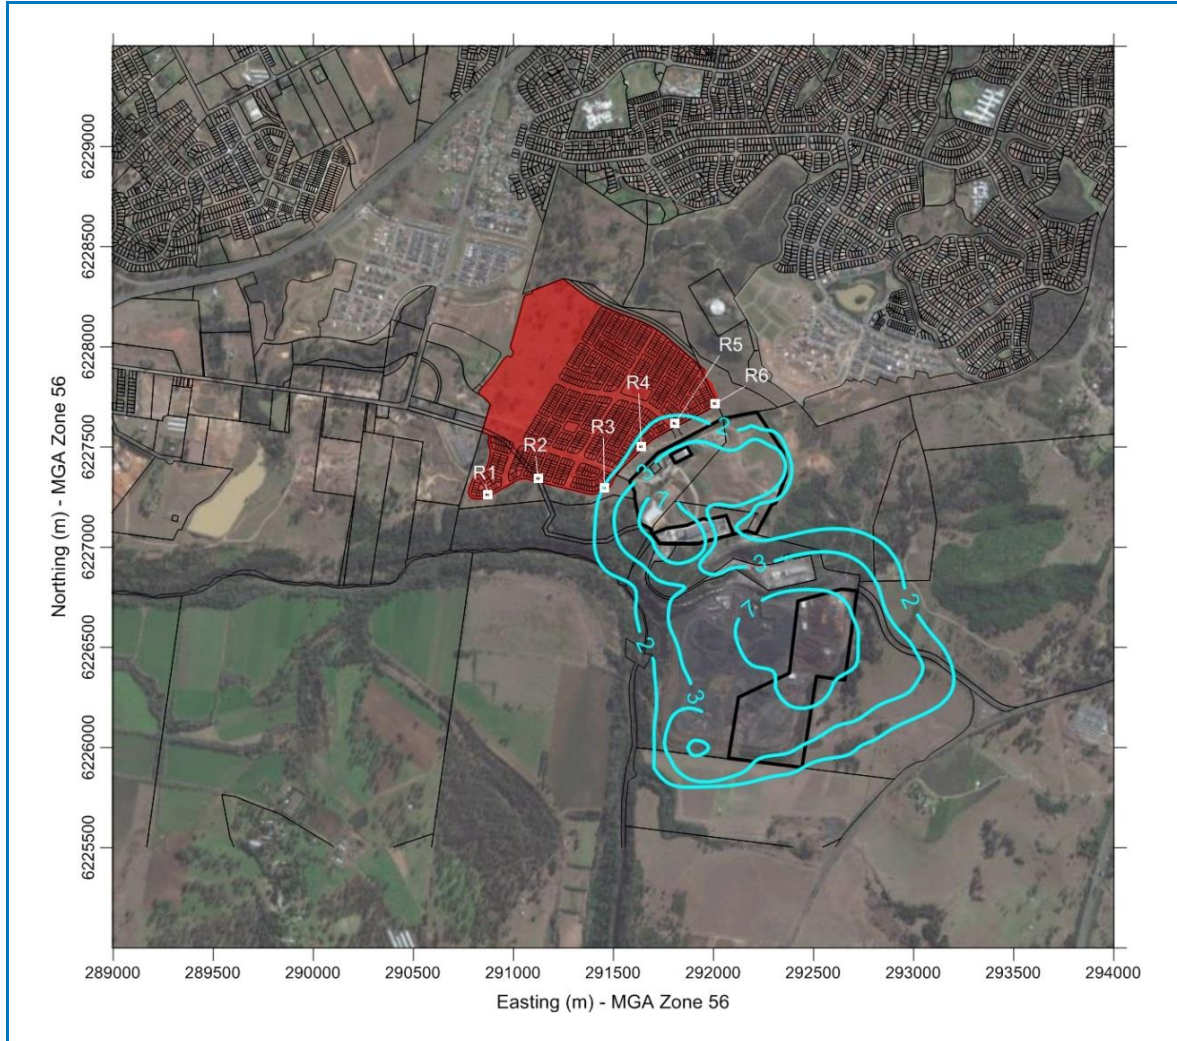 Northing (m) - MGA Zone 56
6229000
6228500
6228000
6227500
6227000
6226500
6226000
6225500
R5
R6
R4
R3
R2
R1
2
3
7
3
2
7
2
3
289000 289500 290000 290500 291000 291500 292000 292500 293000 293500 294000
Easting (m) - MGA Zone 56